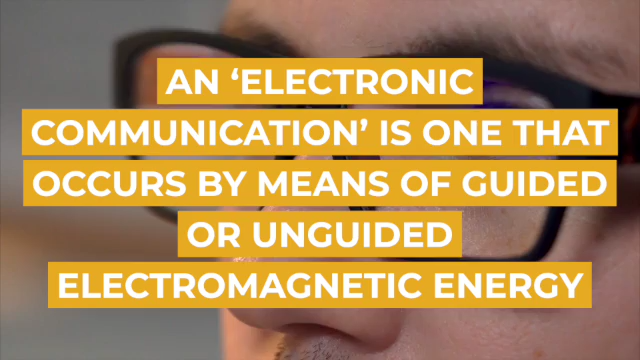 AN ‘ELECTRONIC
COMMUNICATION’ IS ONE THAT
OCCURS BY MEANS OF GUIDED
OR UNGUIDED
ELECTROMAGNETIC ENERGY